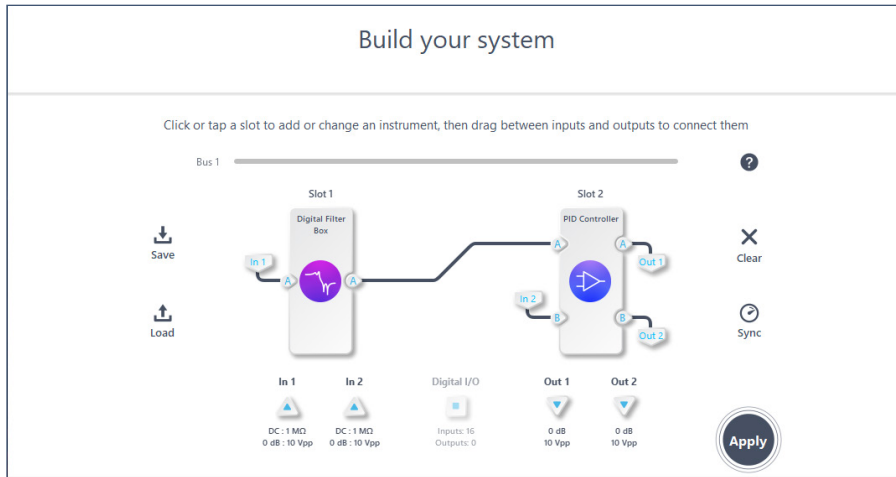 Build your system
Click or tap a slot to add or change an instrument, then drag between inputs and outputs to connect them
Bus 1
?
Slot 1
Slot 2
Digital Filter
Box
PID Controller
Save
Clear
In 1
A
A
A
A
Out 1
In 2
B
B
Out 2
Load
Sync
In 1
In 2
Digital I/O
Out 1
Out 2
DC : 1 MΩ
0 dB : 10 Vpp
DC : 1 MΩ
0 dB : 10 Vpp
Inputs: 16
Outputs: 0
0 dB
10 Vpp
0 dB
10 Vpp
Apply